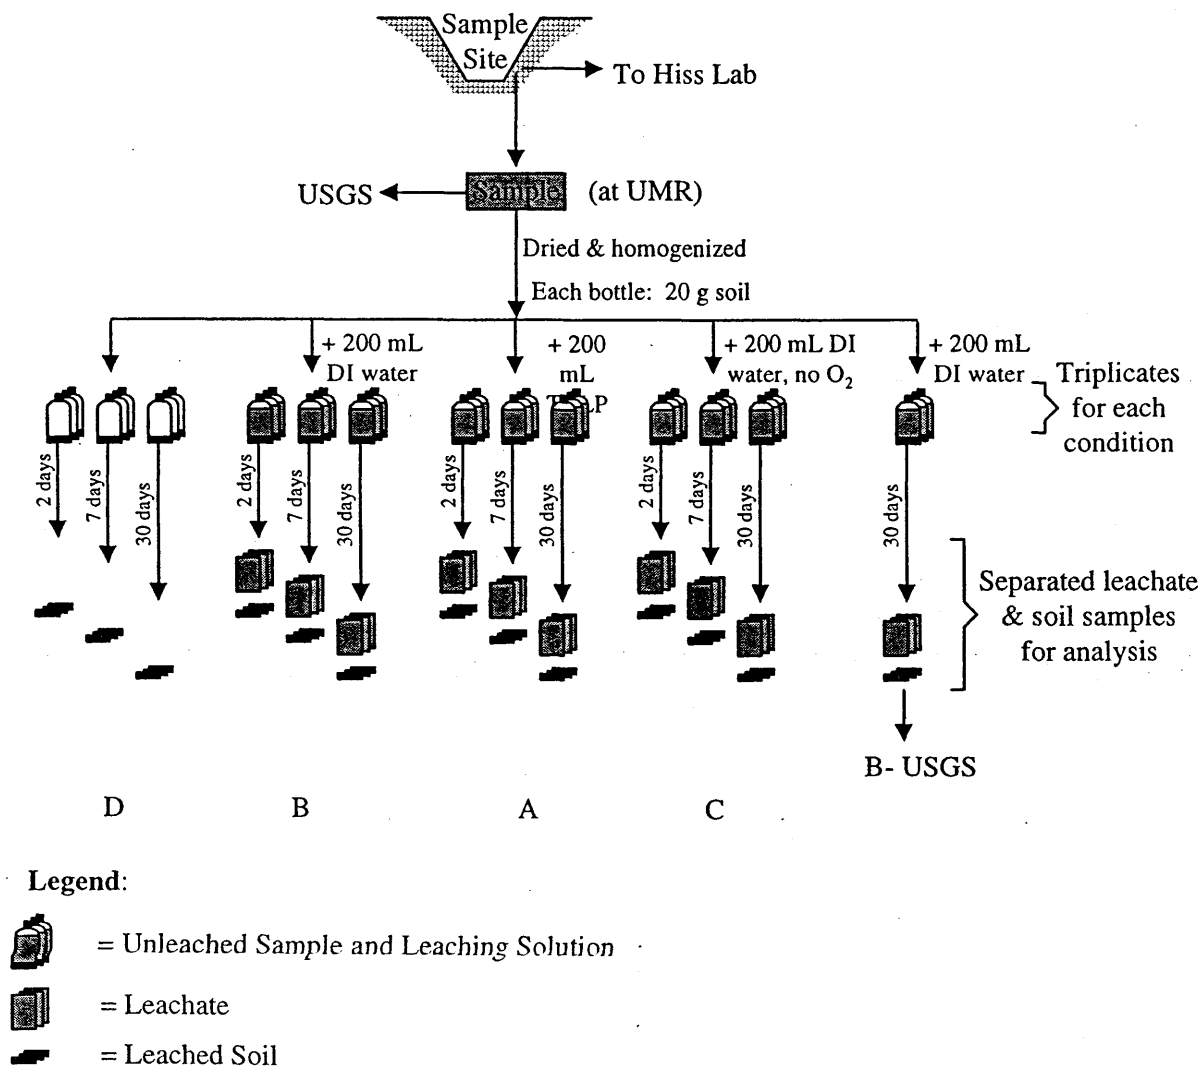 Sample
Site
To Hiss Lab
USGS
Sample
(at UMR)
Dried & homogenized
Each bottle: 20 g soil
+ 200 mL
DI water
+ 200
mL
LP
+ 200 mL DI
water, no O₂
+ 200 mL
DI water
Triplicates
for each
condition
2 days
7 days
30 days
2 days
7 days
30 days
2 days
7 days
30 days
2 days
7 days
30 days
30 days
Separated leachate
& soil samples
for analysis
B- USGS
D
B
A
C
Legend:
= Unleached Sample and Leaching Solution
= Leachate
= Leached Soil